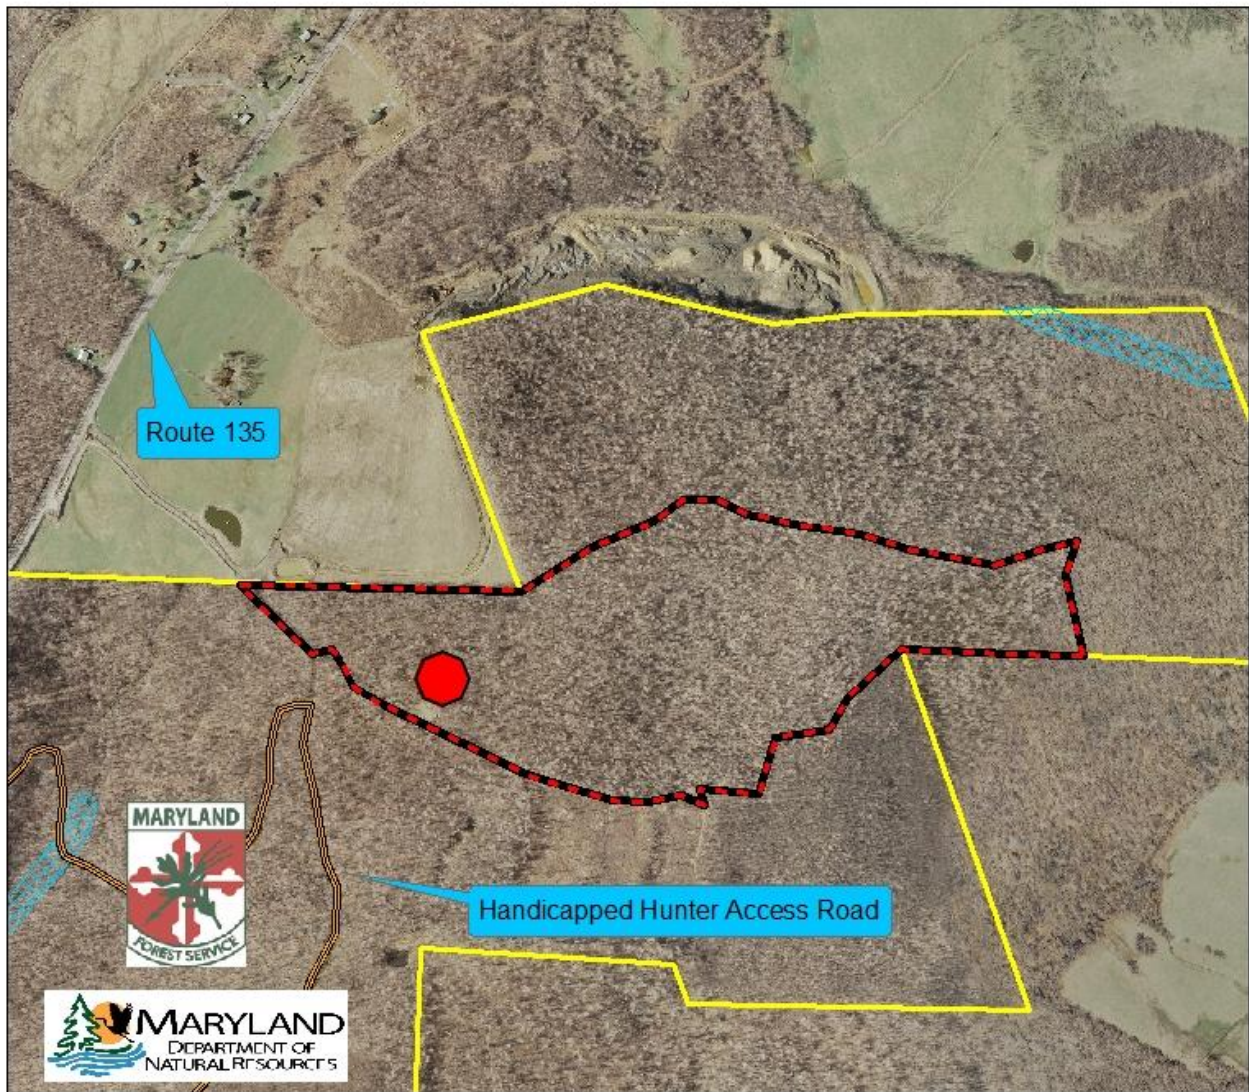 Route 135
MARYLAND
FOREST SERVICE
Handicapped Hunter Access Road
MARYLAND
DEPARTMENT OF
NATURAL RESOURCES